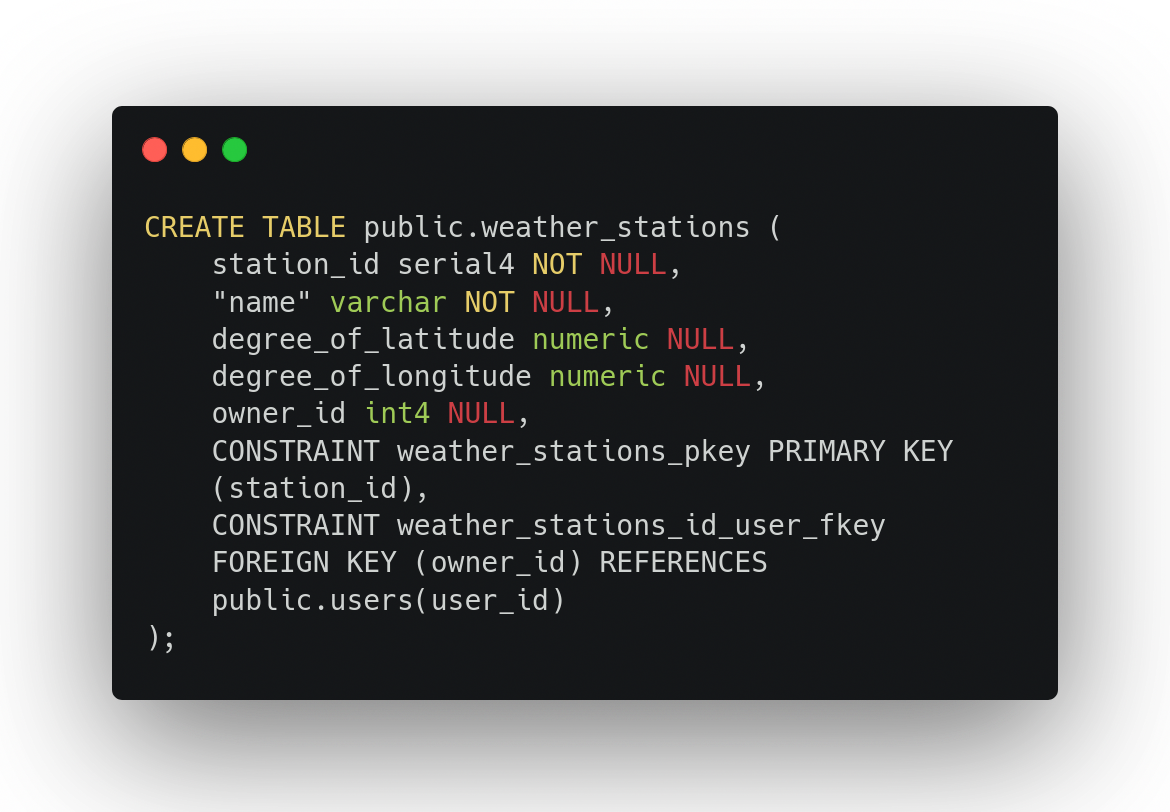 CREATE TABLE public.weather_stations (
    station_id serial4 NOT NULL,
    "name" varchar NOT NULL,
    degree_of_latitude numeric NULL,
    degree_of_longitude numeric NULL,
    owner_id int4 NULL,
    CONSTRAINT weather_stations_pkey PRIMARY KEY
    (station_id),
    CONSTRAINT weather_stations_id_user_fkey
    FOREIGN KEY (owner_id) REFERENCES
    public.users(user_id)
);